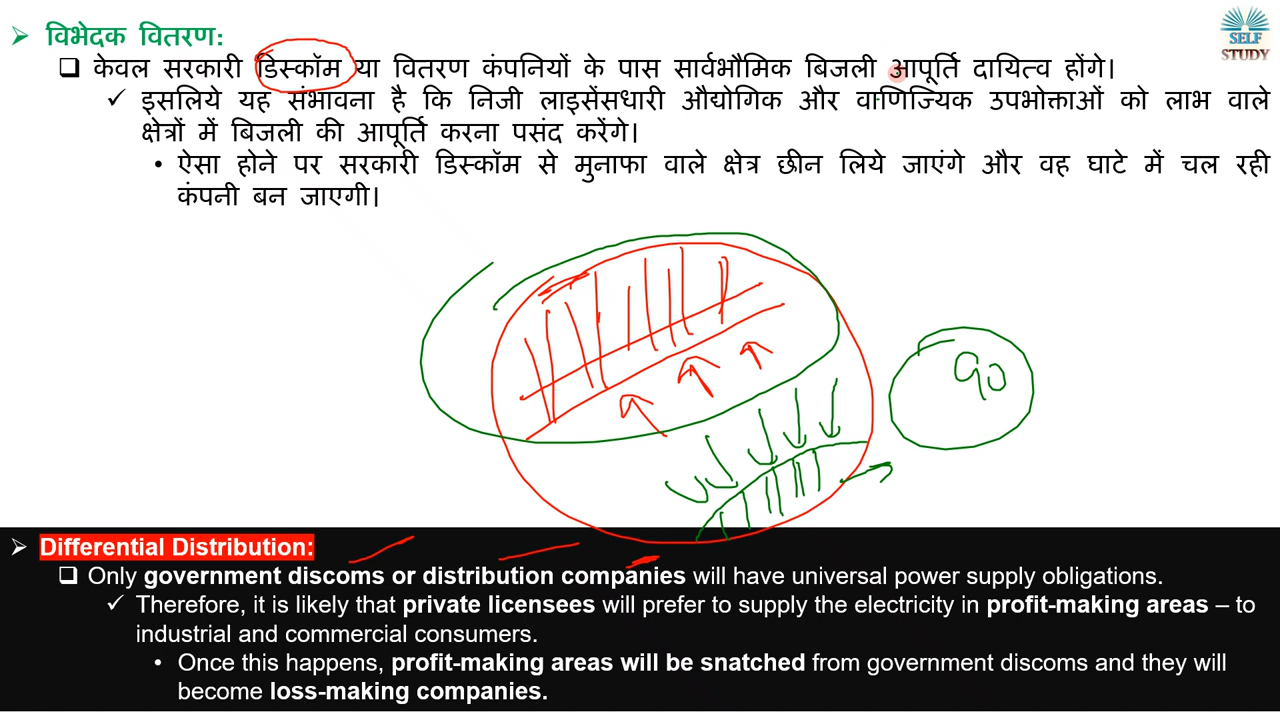 विभेदक वितरण:
SELF
STUDY
केवल सरकारी डिस्कॉम या वितरण कंपनियों के पास सार्वभौमिक बिजली आपूर्ति दायित्व होंगे।
इसलिये यह संभावना है कि निजी लाइसेंसधारी औद्योगिक और वाणिज्यिक उपभोक्ताओं को लाभ वाले
क्षेत्रों में बिजली की आपूर्ति करना पसंद करेंगे।
• ऐसा होने पर सरकारी डिस्कॉम से मुनाफा वाले क्षेत्र छीन लिये जाएंगे और वह घाटे में चल रही
कंपनी बन जाएगी।
90
Differential Distribution:
Only government discoms or distribution companies will have universal power supply obligations.
Therefore, it is likely that private licensees will prefer to supply the electricity in profit-making areas – to
industrial and commercial consumers.
• Once this happens, profit-making areas will be snatched from government discoms and they will
become loss-making companies.